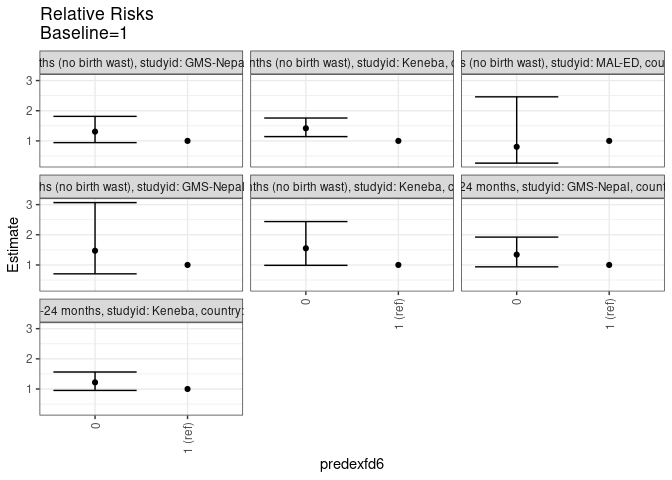 Relative Risks
Baseline=1
ths (no birth wast), studyid: GMS-Nepa
nths (no birth wast), studyid: Keneba,
s (no birth wast), studyid: MAL-ED, cou
3
2
1
hs (no birth wast), studyid: GMS-Nepal
ths (no birth wast), studyid: Keneba, c
24 months, studyid: GMS-Nepal, count
3
2
1
Estimate
-24 months, studyid: Keneba, country:
3
2
1
0
1 (ref)
0
1 (ref)
0
1 (ref)
predexfd6